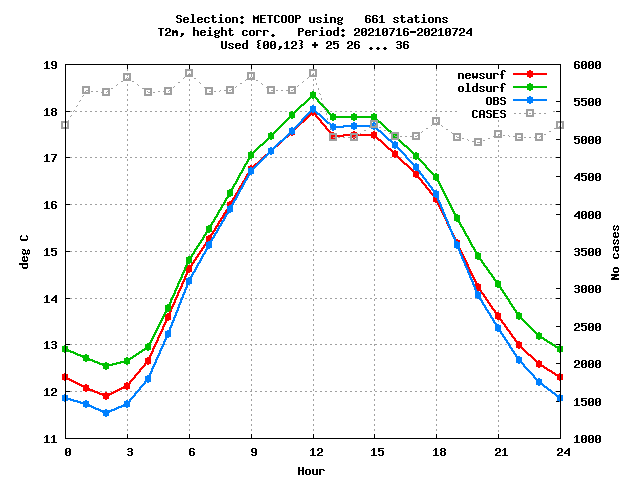 Selection: METCOOP using   661 stations
T2m, height corr.   Period: 20210716-20210724
Used {00,12} + 25 26 ... 36
19 6000
newsurf
oldsurf
OBS
CASES
18 5500
17 5000
16 4500
15 4000
14 3500
13 3000
12 2500
11 2000
1500
1000
deg C
No cases
0 3 6 9 12 15 18 21 24
Hour